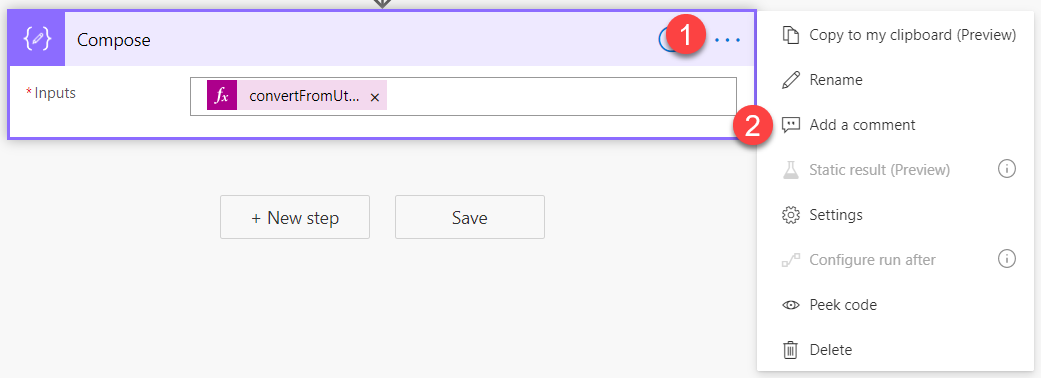 Compose
1
Copy to my clipboard (Preview)
Rename
* Inputs
fx convertFromUt... ×
2
Add a comment
Static result (Preview)
+ New step
Save
Settings
Configure run after
Peek code
Delete